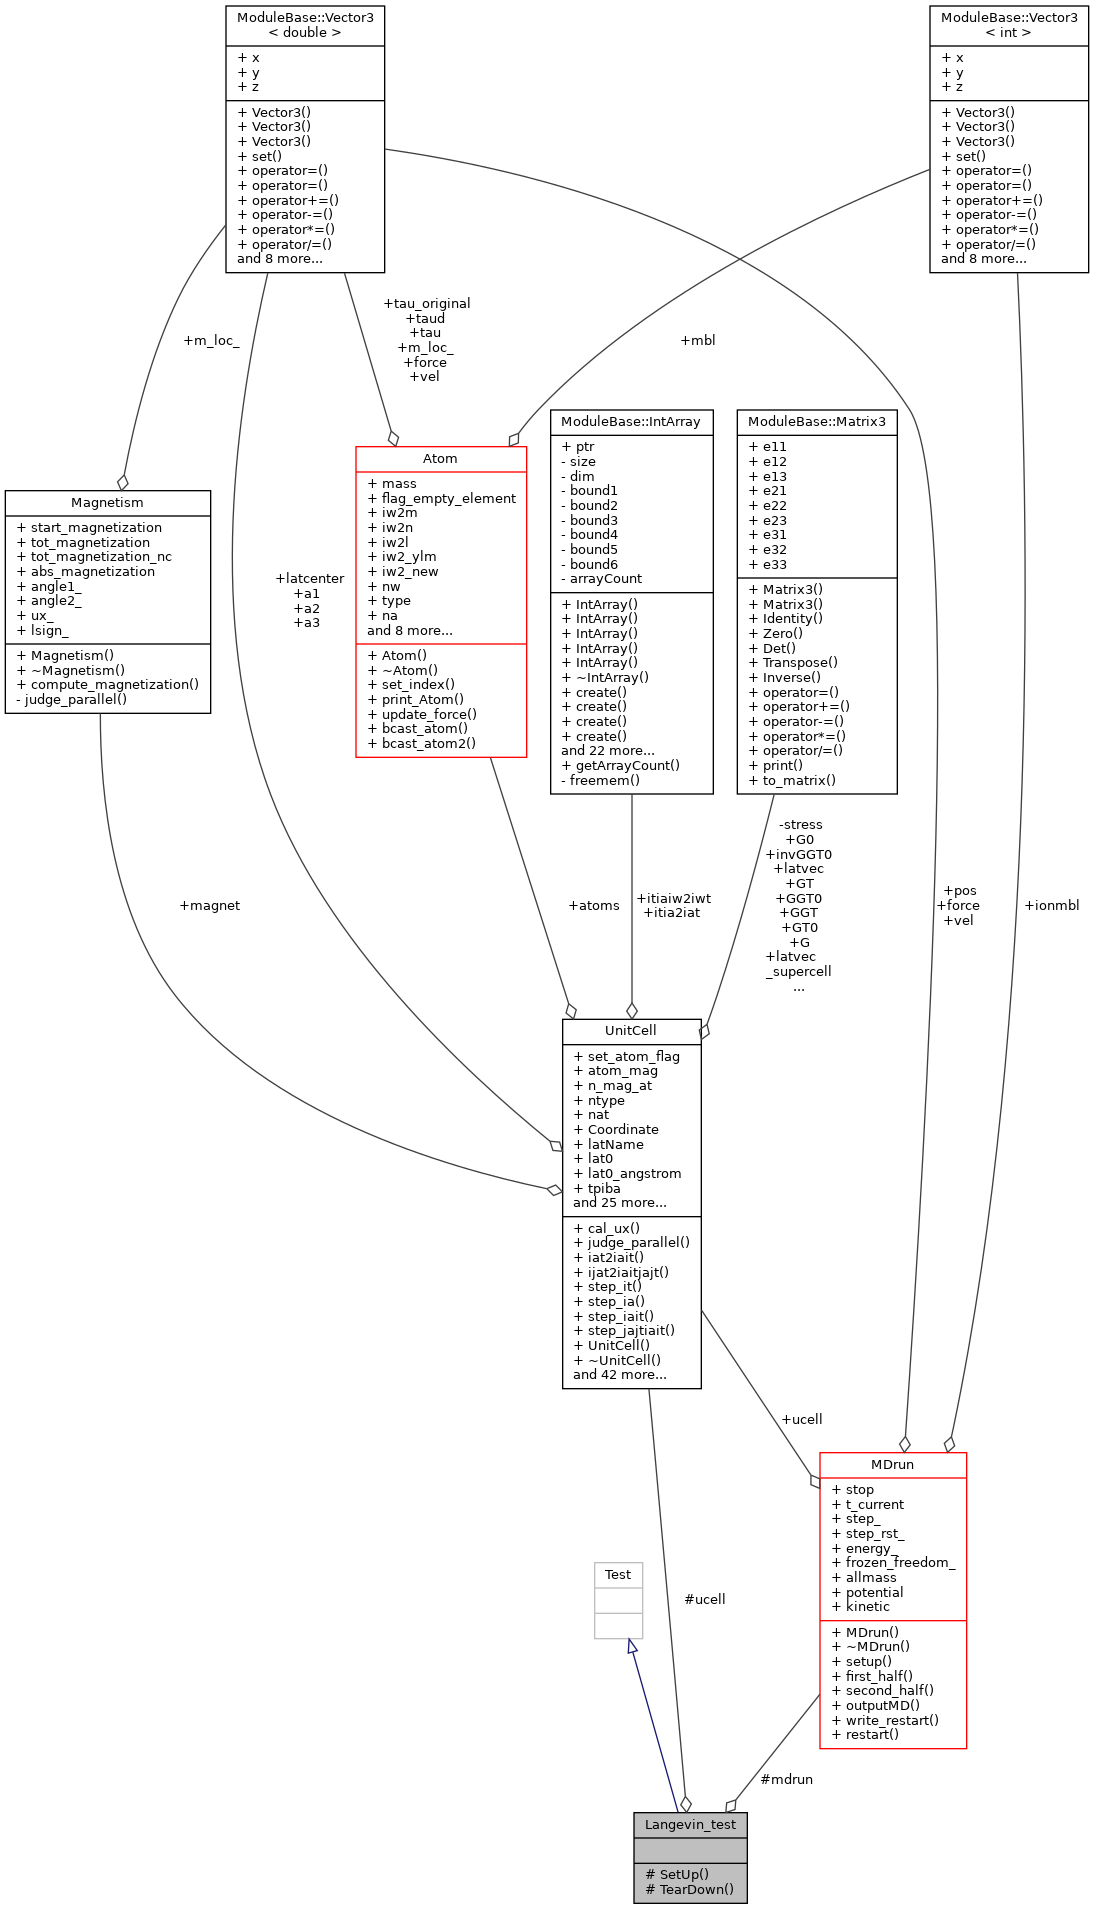 ModuleBase::Vector3
< double >
+ x
+ y
+ z
+ Vector3()
+ Vector3()
+ Vector3()
+ set()
+ operator=()
+ operator=()
+ operator+=()
+ operator-=()
+ operator*=()
+ operator/=()
and 8 more...
ModuleBase::Vector3
< int >
+ x
+ y
+ z
+ Vector3()
+ Vector3()
+ Vector3()
+ set()
+ operator=()
+ operator=()
+ operator+=()
+ operator-=()
+ operator*=()
+ operator/=()
and 8 more...
+m_loc_
+tau_original
+taud
+tau
+m_loc_
+force
+vel
+mbl
Magnetism
+ start_magnetization
+ tot_magnetization
+ tot_magnetization_nc
+ abs_magnetization
+ angle1_
+ angle2_
+ ux_
+ lsign_
+ Magnetism()
+ ~Magnetism()
+ compute_magnetization()
- judge_parallel()
+latcenter
+a1
+a2
+a3
Atom
+ mass
+ flag_empty_element
+ iw2m
+ iw2n
+ iw2l
+ iw2_ylm
+ iw2_new
+ nw
+ type
+ na
and 8 more...
+ Atom()
+ ~Atom()
+ set_index()
+ print_Atom()
+ update_force()
+ bcast_atom()
+ bcast_atom2()
ModuleBase::IntArray
+ ptr
- size
- dim
- bound1
- bound2
- bound3
- bound4
- bound5
- bound6
- arrayCount
+ IntArray()
+ IntArray()
+ IntArray()
+ IntArray()
+ IntArray()
+ ~IntArray()
+ create()
+ create()
+ create()
+ create()
and 22 more...
+ getArrayCount()
- freemem()
ModuleBase::Matrix3
+ e11
+ e12
+ e13
+ e21
+ e22
+ e23
+ e31
+ e32
+ e33
+ Matrix3()
+ Matrix3()
+ Identity()
+ Zero()
+ Det()
+ Transpose()
+ Inverse()
+ operator=()
+ operator+=()
+ operator-=()
+ operator*=()
+ operator/=()
+ print()
+ to_matrix()
+magnet
+atoms
+itiaiw2iwt
+itia2iat
-stress
+G0
+invGGT0
+latvec
+GT
+GGT0
+GGT
+GT0
+G
+latvec
_supercell
...
+pos
+force
+vel
+ionmbl
UnitCell
+ set_atom_flag
+ atom_mag
+ n_mag_at
+ ntype
+ nat
+ Coordinate
+ latName
+ lat0
+ lat0_angstrom
+ tpiba
and 25 more...
+ cal_ux()
+ judge_parallel()
+ iat2iait()
+ ijat2iaitjajt()
+ step_it()
+ step_ia()
+ step_iait()
+ step_jajtiait()
+ UnitCell()
+ ~UnitCell()
and 42 more...
+ucell
MDrun
+ stop
+ t_current
+ step_
+ step_rst_
+ energy_
+ frozen_freedom_
+ allmass
+ potential
+ kinetic
+ MDrun()
+ ~MDrun()
+ setup()
+ first_half()
+ second_half()
+ outputMD()
+ write_restart()
+ restart()
Test
#ucell
#mdrun
Langevin_test
# SetUp()
# TearDown()